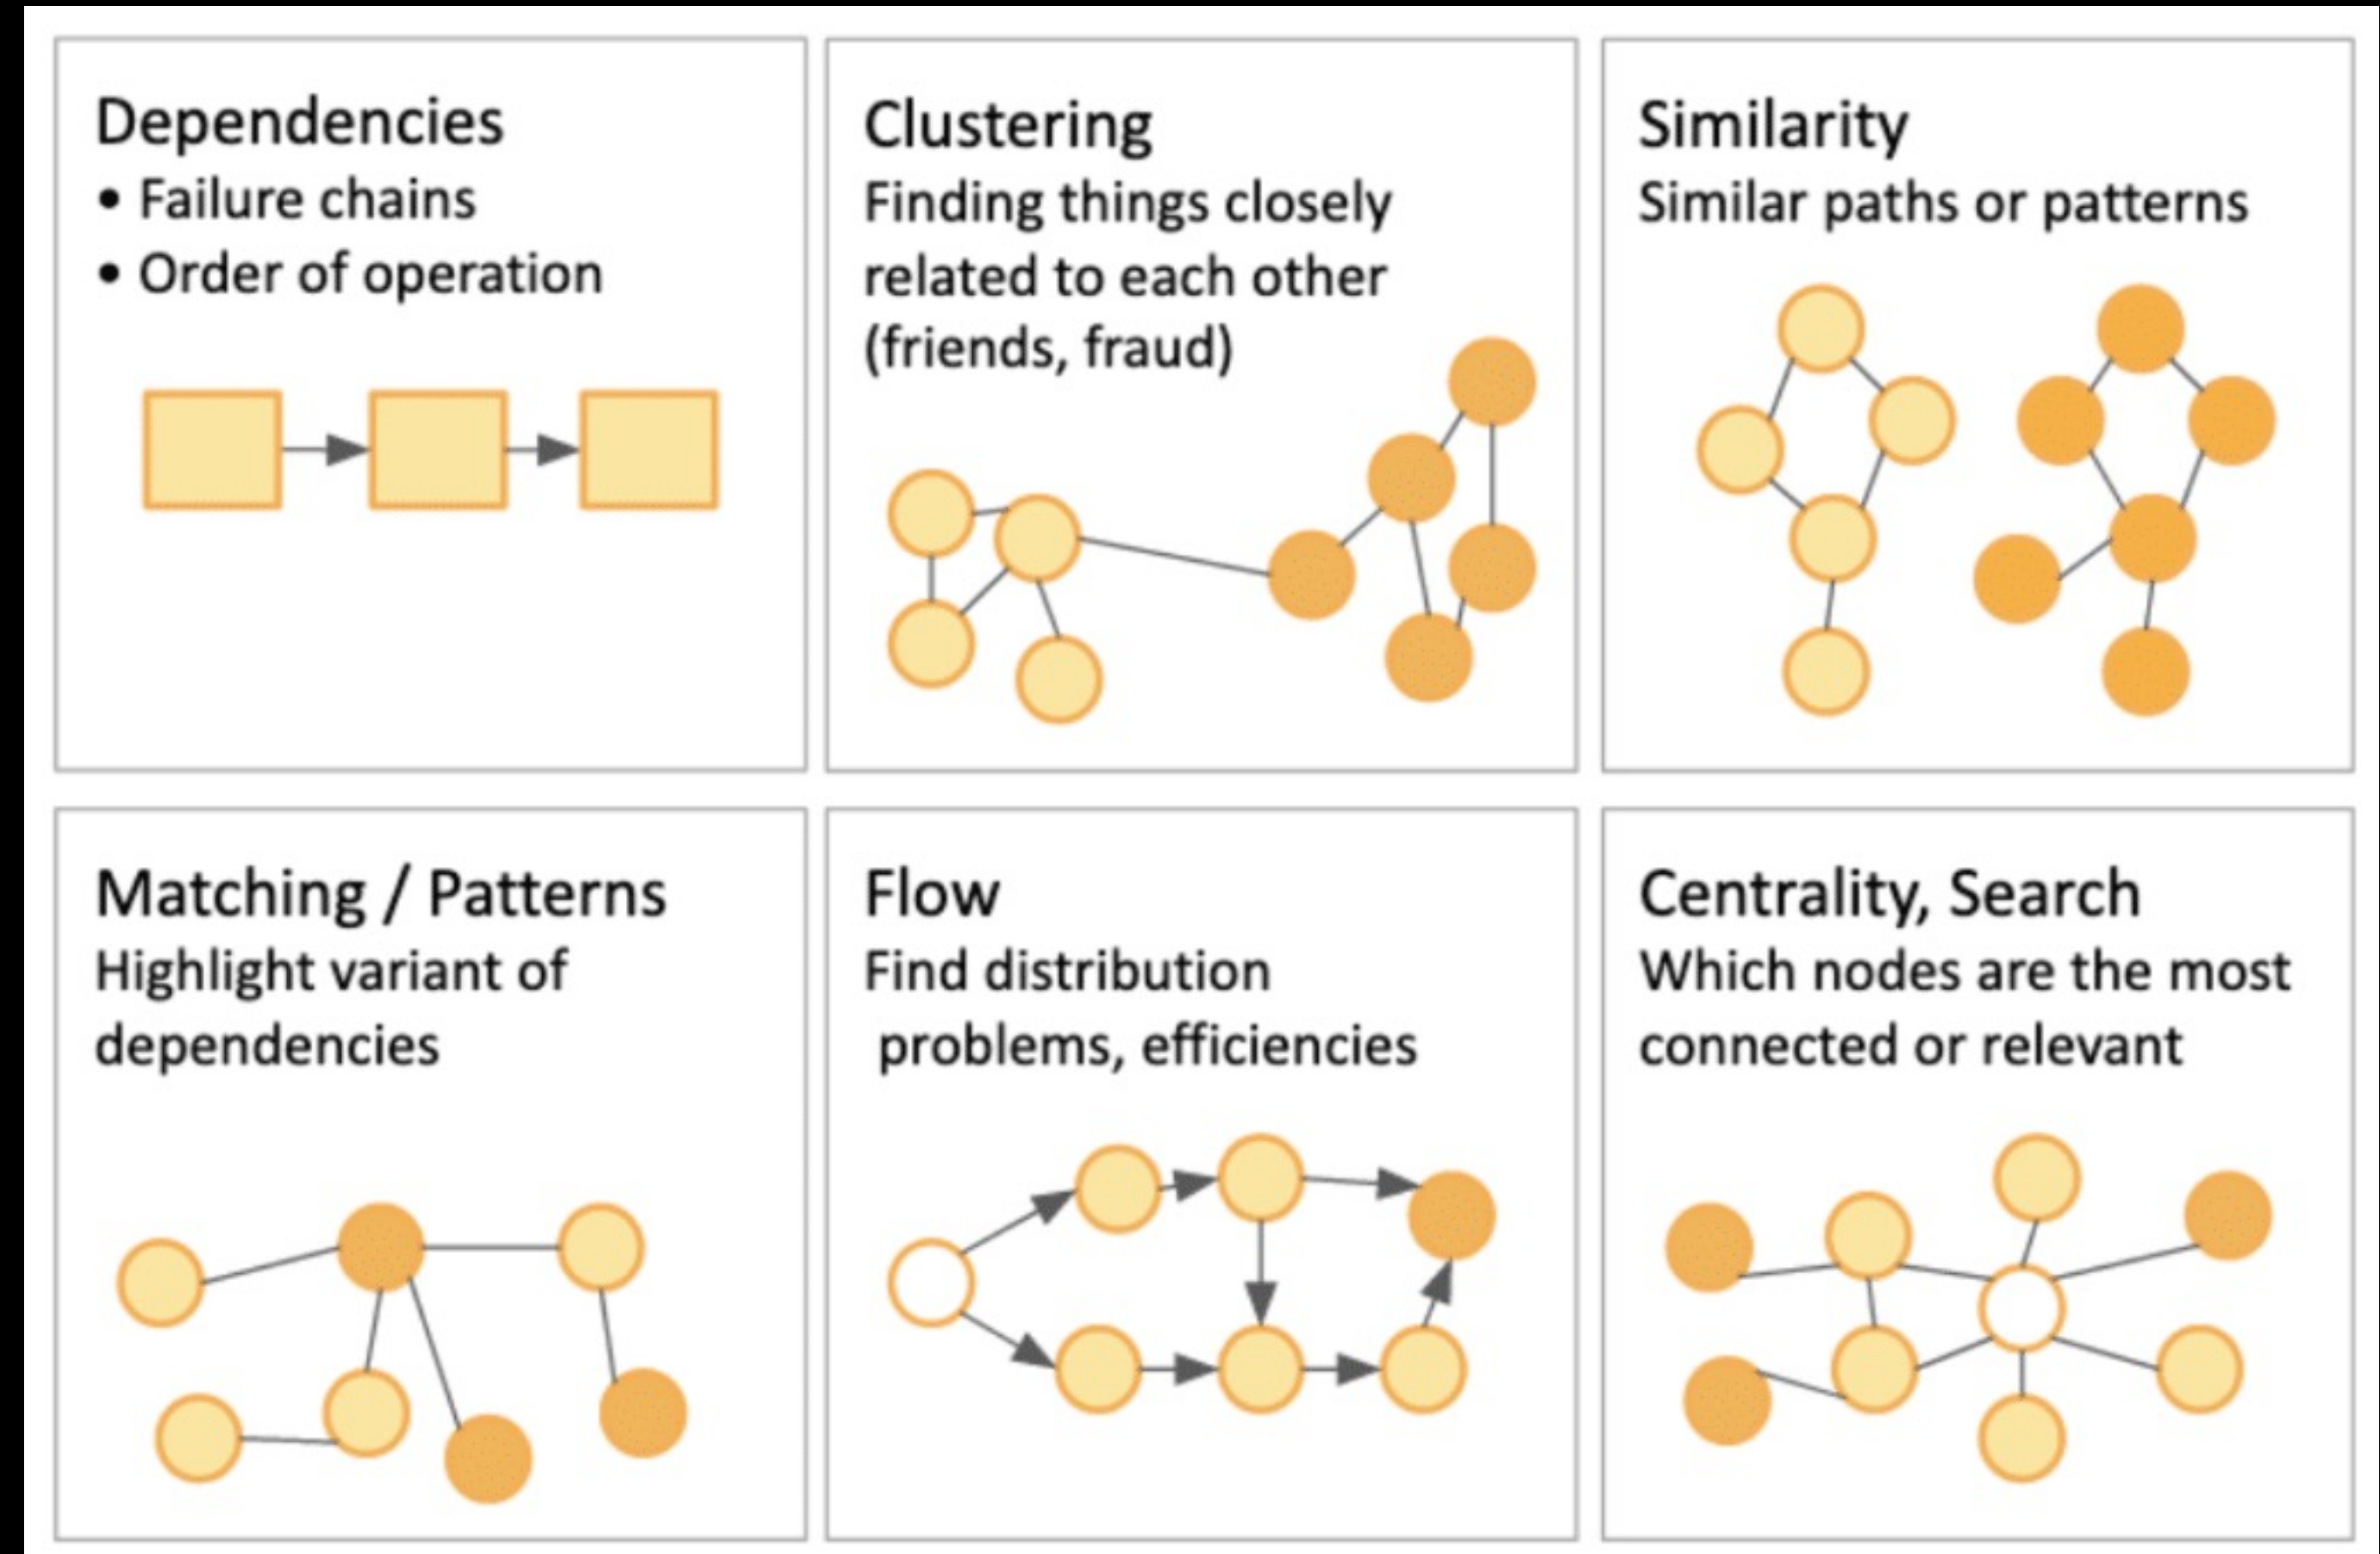 Dependencies
• Failure chains
• Order of operation
Clustering
Finding things closely
related to each other
(friends, fraud)
Similarity
Similar paths or patterns
Matching / Patterns
Highlight variant of
dependencies
Flow
Find distribution
problems, efficiencies
Centrality, Search
Which nodes are the most
connected or relevant